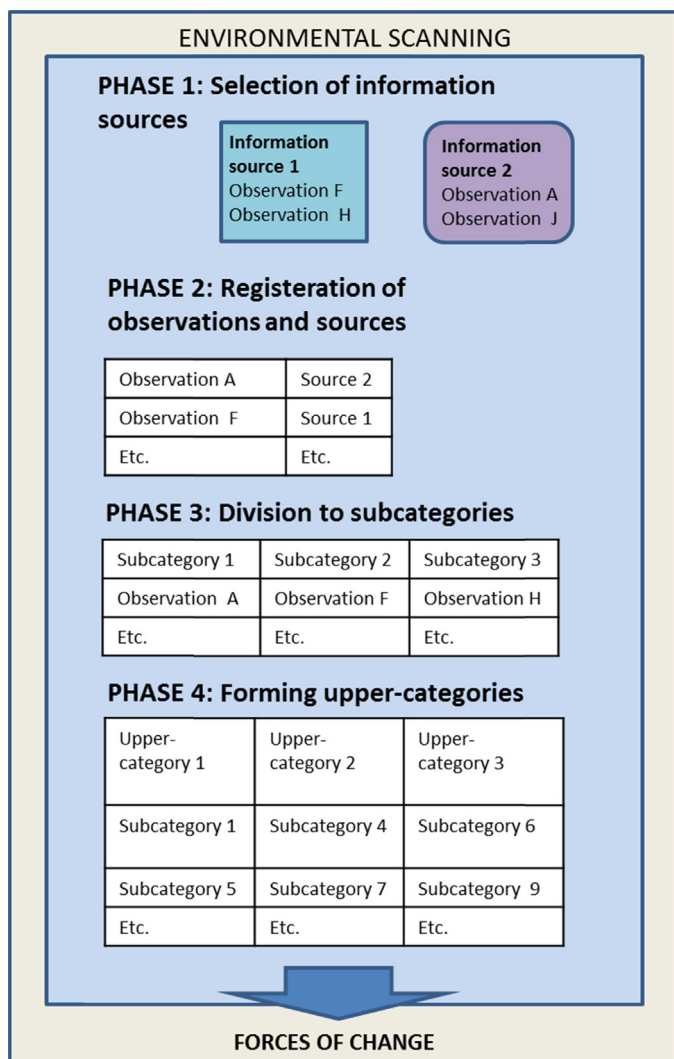 ENVIRONMENTAL SCANNING
PHASE 1: Selection of information
sources
Information
source 1
Observation F
Observation H
Information
source 2
Observation A
Observation J
PHASE 2: Registeration of
observations and sources
Observation A Source 2
Observation F Source 1
Etc. Etc.
PHASE 3: Division to subcategories
Subcategory 1 Subcategory 2 Subcategory 3
Observation A Observation F Observation H
Etc. Etc. Etc.
PHASE 4: Forming upper-categories
Upper- Upper- Upper-
category 1 category 2 category 3
Subcategory 1 Subcategory 4 Subcategory 6
Subcategory 5 Subcategory 7 Subcategory 9
Etc. Etc. Etc.
FORCES OF CHANGE